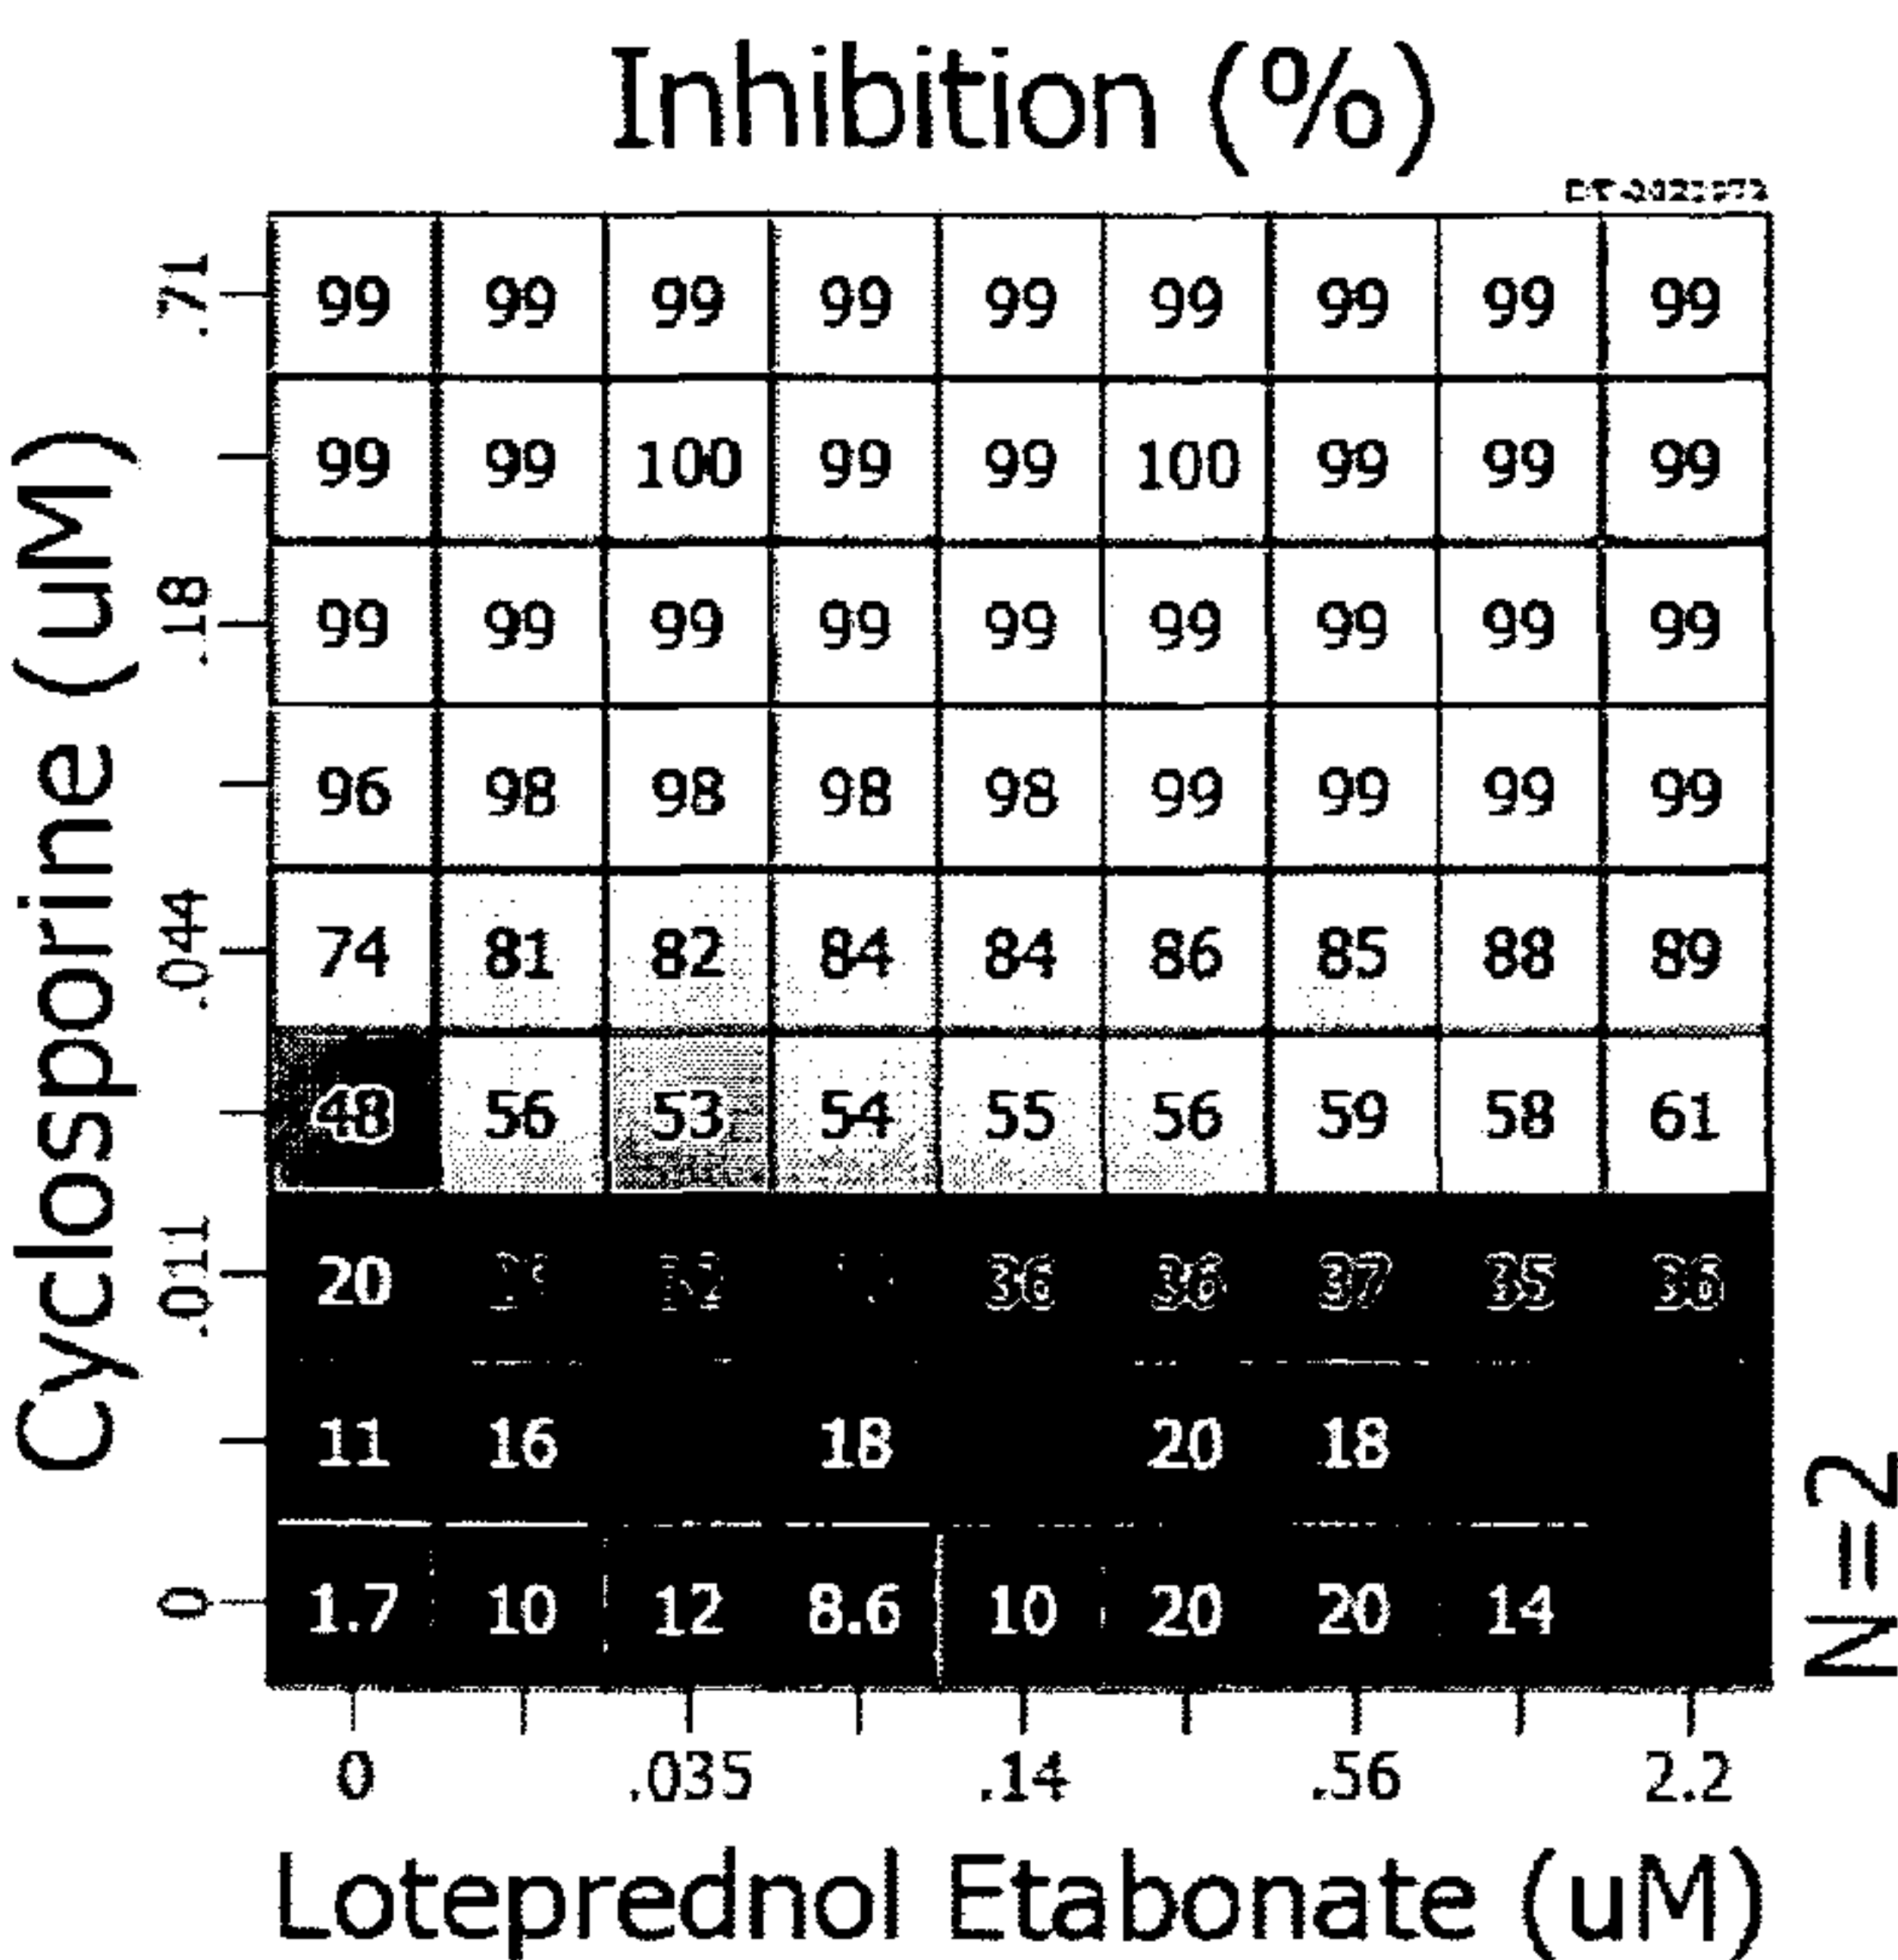 Inhibition (%)
Cyclosporine (uM)
.71 99 99 99 99 99 99 99 99 99
99 99 100 99 99 100 99 99 99
.18 99 99 99 99 99 99 99 99 99
96 98 98 98 98 99 99 99 99
.044 74 81 82 84 84 86 85 88 89
48 56 53 54 55 56 59 58 61
.011 20 36 36 37 35 36
11 16 18 20 18
0 1.7 10 12 8.6 10 20 20 14
0 .035 .14 .56 2.2
Loteprednol Etabonate (uM)
N=2